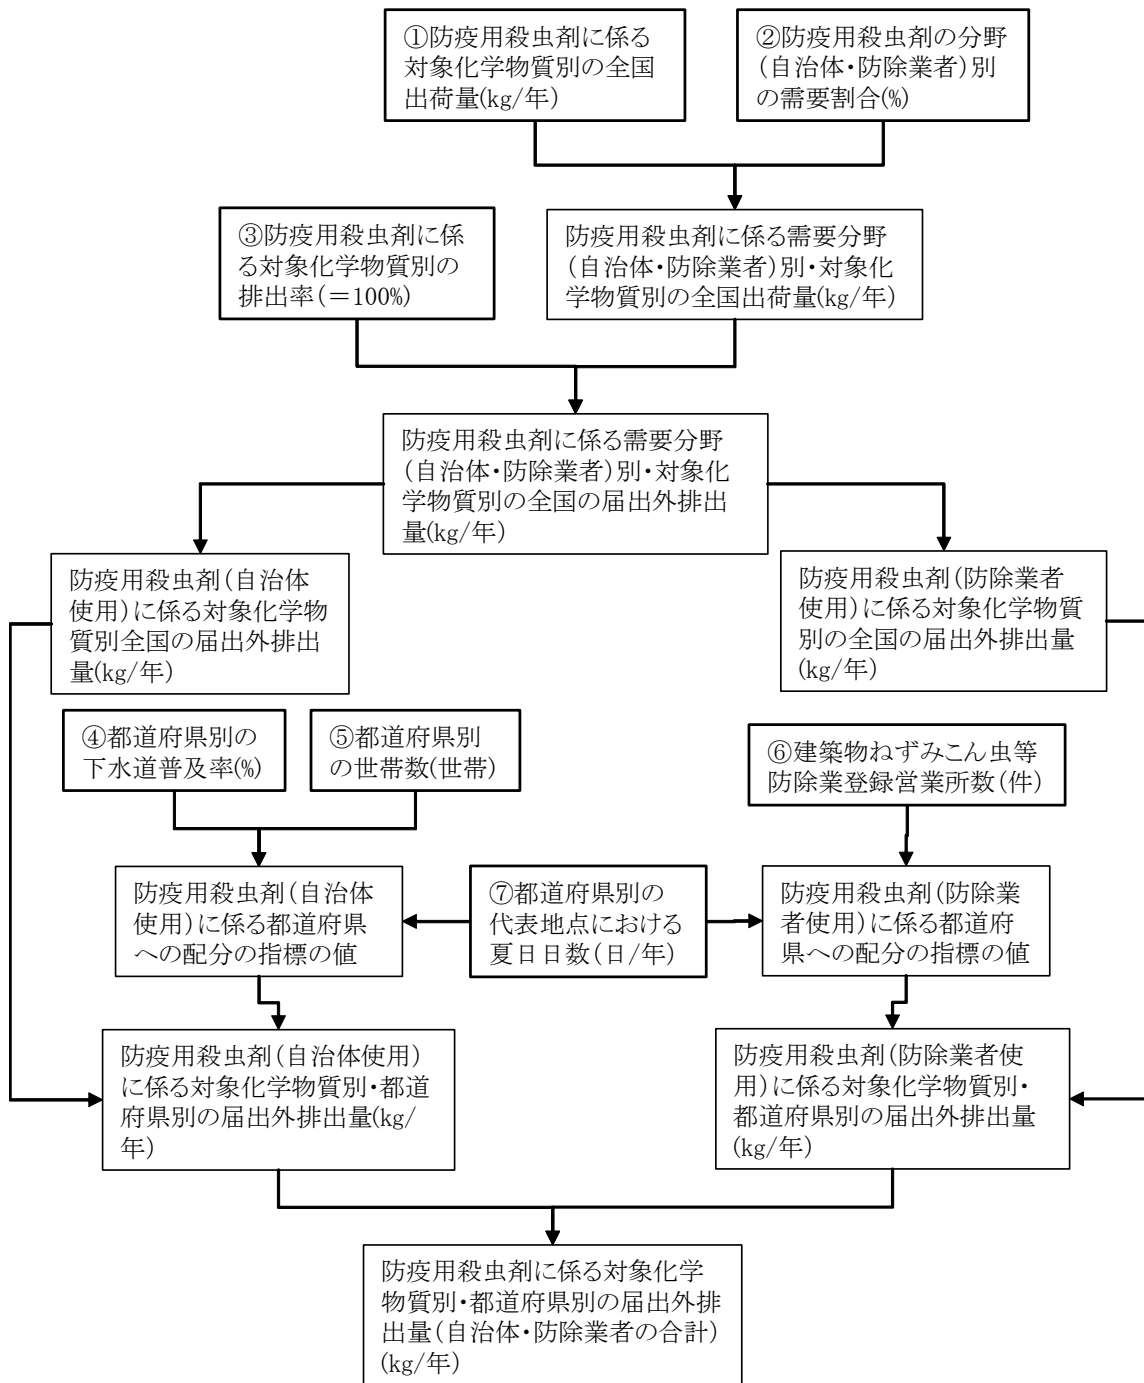 ①防疫用殺虫剤に係る
対象化学物質別の全国
出荷量(kg/年)
②防疫用殺虫剤の分野
(自治体・防除業者)別
の需要割合(%)
③防疫用殺虫剤に係
る対象化学物質別の
排出率(＝100%)
防疫用殺虫剤に係る需要分野
(自治体・防除業者)別・対象化
学物質別の全国出荷量(kg/年)
防疫用殺虫剤に係る需要分野
(自治体・防除業者)別・対象化
学物質別の全国の届出外排出
量(kg/年)
防疫用殺虫剤(自治体
使用)に係る対象化学物
質別全国の届出外排出
量(kg/年)
防疫用殺虫剤(防除業者
使用)に係る対象化学物質
別の全国の届出外排出量
(kg/年)
④都道府県別の
下水道普及率(%)
⑤都道府県別
の世帯数(世帯)
⑥建築物ねずみこん虫等
防除業登録営業所数(件)
防疫用殺虫剤(自治体
使用)に係る都道府県
への配分の指標の値
⑦都道府県別の
代表地点における
夏日日数(日/年)
防疫用殺虫剤(防除業
者使用)に係る都道府
県への配分の指標の値
防疫用殺虫剤(自治体使用)
に係る対象化学物質別・都道
府県別の届出外排出量(kg/
年)
防疫用殺虫剤(防除業者使
用)に係る対象化学物質別・
都道府県別の届出外排出量
(kg/年)
防疫用殺虫剤に係る対象化学
物質別・都道府県別の届出外排
出量(自治体・防除業者の合計)
(kg/年)